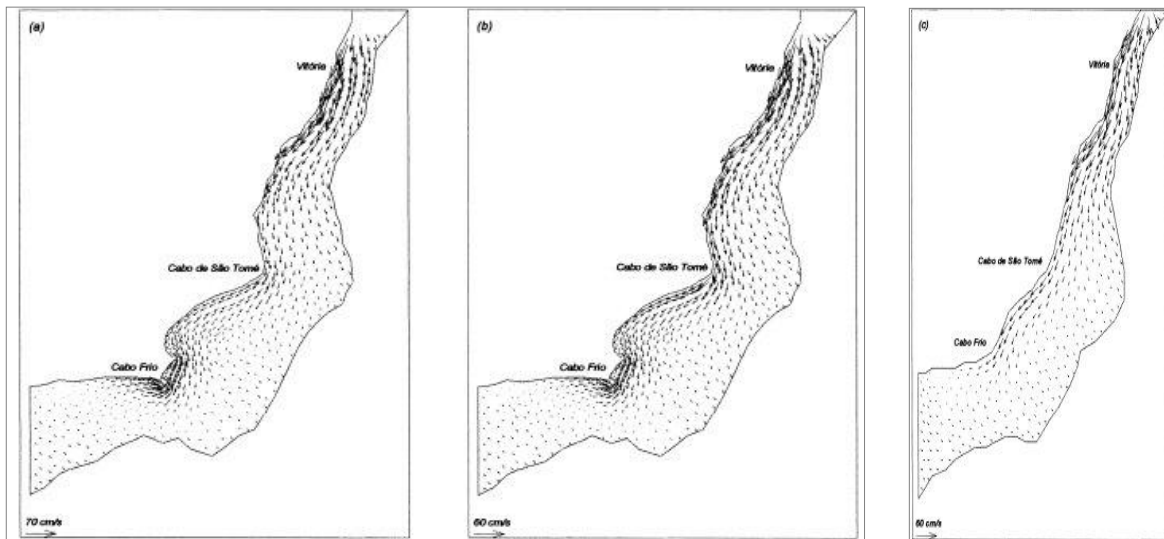 (a)
Vitória
Cabo de São Tomé
Cabo Frio
70 cm/s
(b)
Vitória
Cabo de São Tomé
Cabo Frio
60 cm/s
(c)
Vitória
Cabo de São Tomé
Cabo Frio
60 cm/s